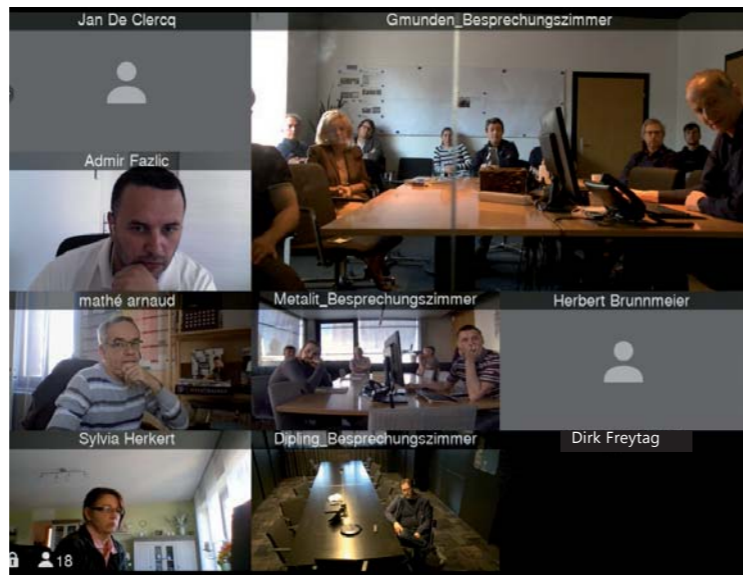 Jan De Clercq
Gmunden_Besprechungszimmer
Admir Fazlic
mathé arnaud
Metalit_Besprechungszimmer
Herbert Brunnmeier
Sylvia Herkert
Dipling_Besprechungszimmer
Dirk Freytag
18